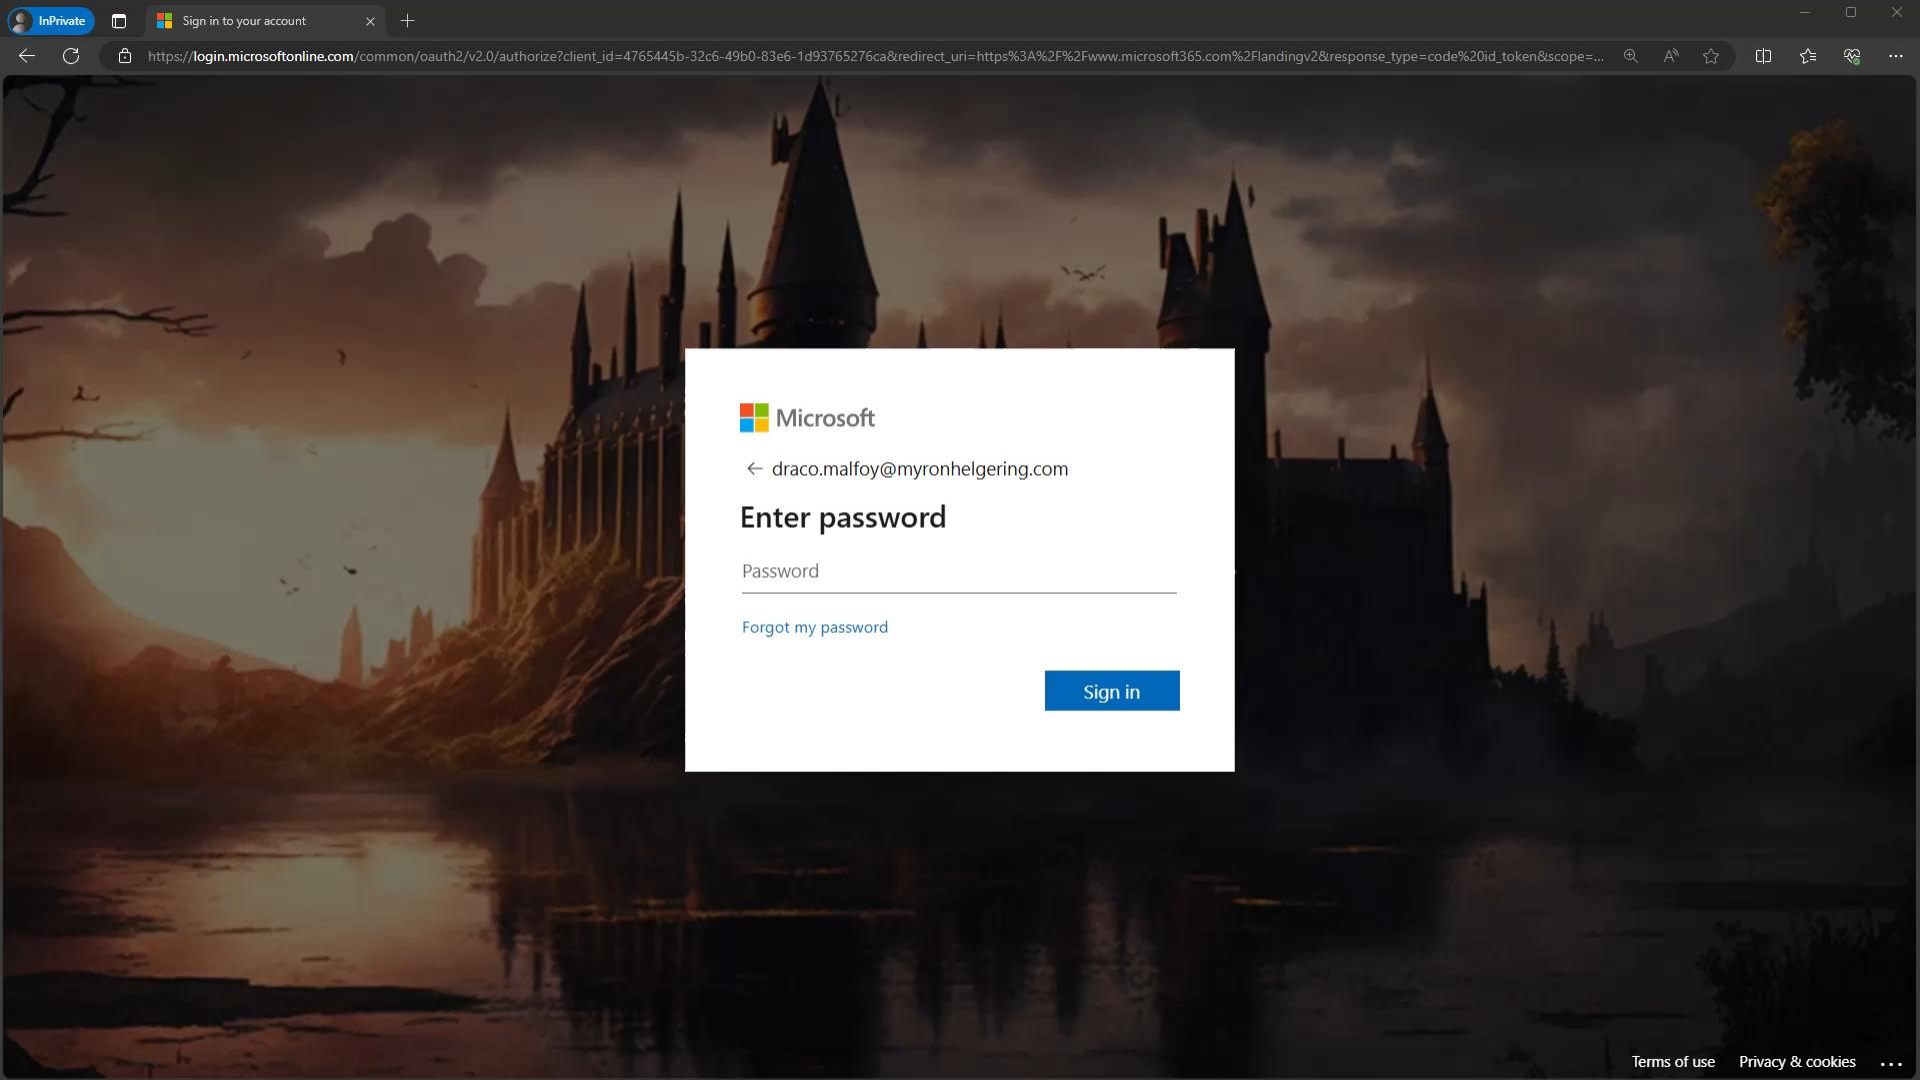 InPrivate
Sign in to your account
https://login.microsoftonline.com/common/oauth2/v2.0/authorize?client_id=4765445b-32c6-49b0-83e6-1d93765276ca&redirect_uri=https%3A%2F%2Fwww.microsoft365.com%2Flandingv2&response_type=code%20id_token&scope=...
Microsoft
draco.malfoy@myronhelgering.com
Enter password
Password
Forgot my password
Sign in
Terms of use Privacy & cookies ...